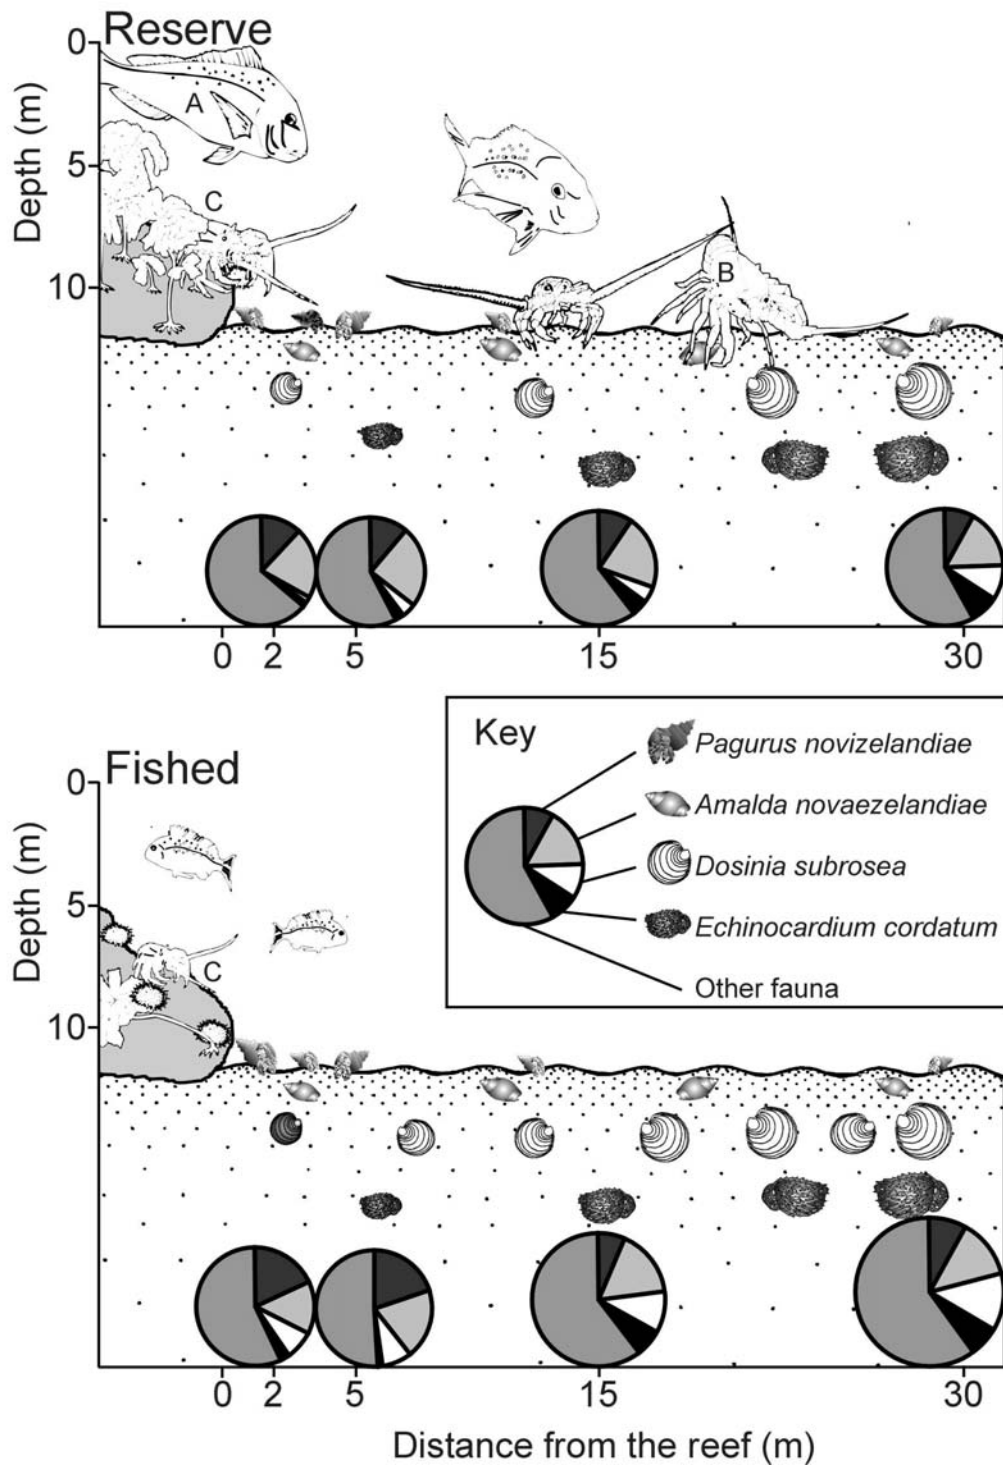 Reserve
0
5
10
Depth (m)
A
C
B
0 2 5 15 30
Fished
0
5
10
Depth (m)
C
Key
Pagurus novizelandiae
Amalda novaezelandiae
Dosinia subrosea
Echinocardium cordatum
Other fauna
0 2 5 15 30
Distance from the reef (m)